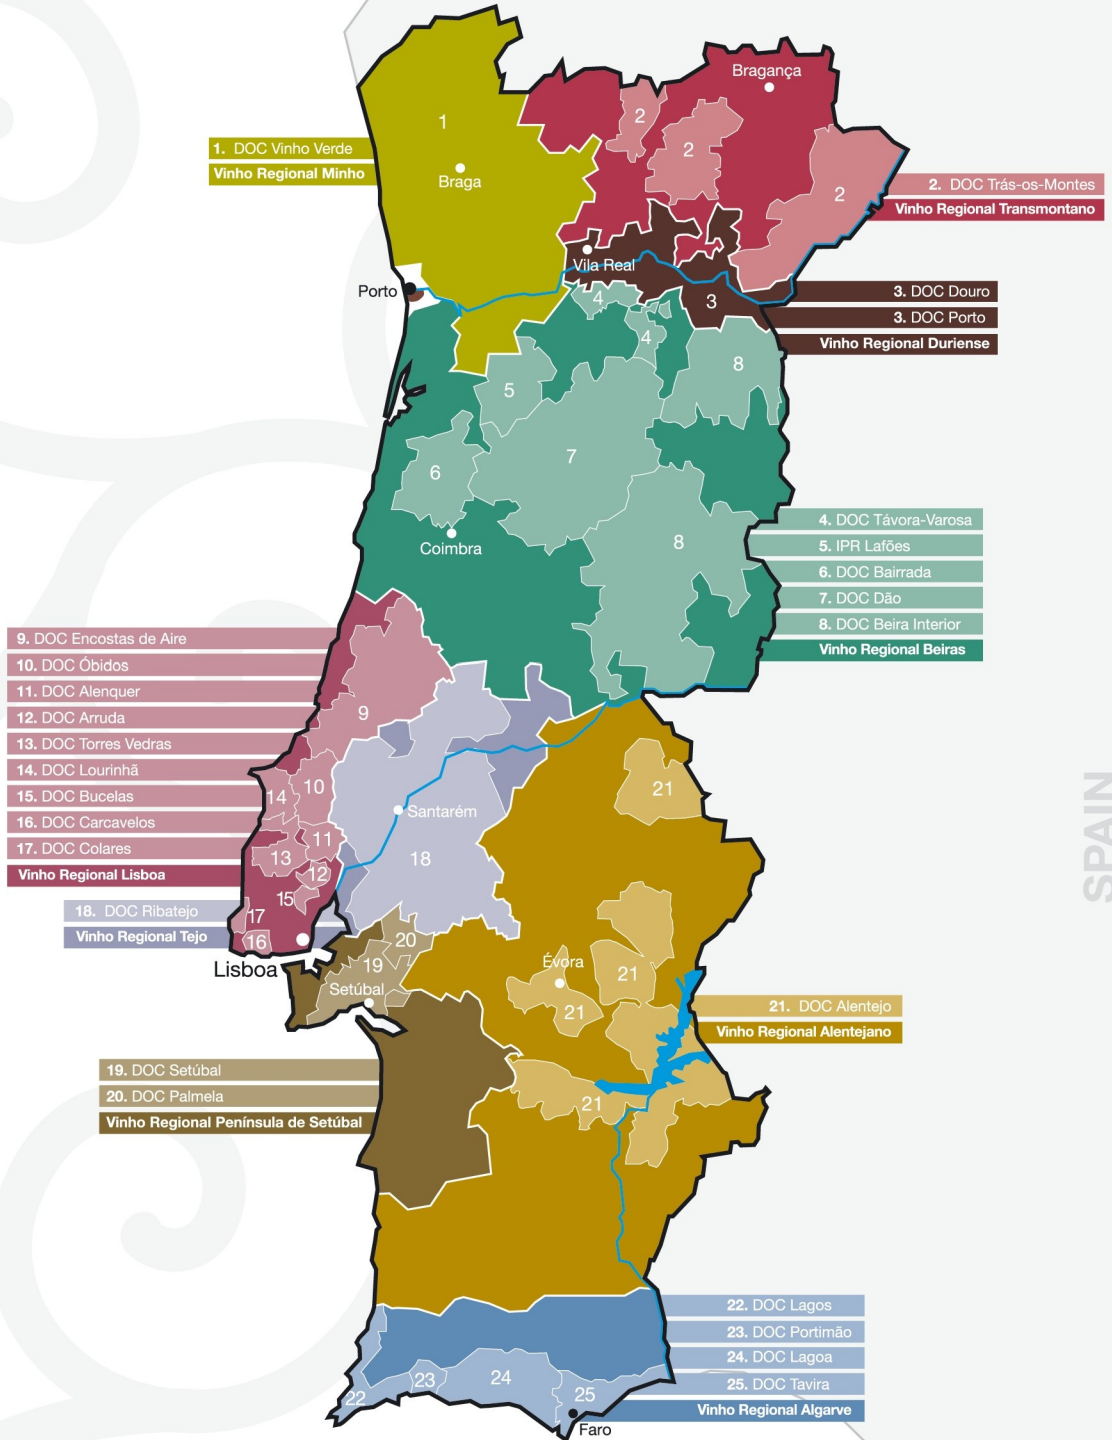 Bragança
2
1
2
1. DOC Vinho Verde
Vinho Regional Minho
Braga
2
2. DOC Trás-os-Montes
Vinho Regional Transmontano
Vila Real
Porto
4
3
3. DOC Douro
3. DOC Porto
Vinho Regional Duriense
4
8
5
7
6
Coimbra
8
4. DOC Távora-Varosa
5. IPR Lafões
6. DOC Bairrada
7. DOC Dão
8. DOC Beira Interior
Vinho Regional Beiras
9. DOC Encostas de Aire
10. DOC Óbidos
11. DOC Alenquer
12. DOC Arruda
13. DOC Torres Vedras
14. DOC Lourinhã
15. DOC Bucelas
16. DOC Carcavelos
17. DOC Colares
Vinho Regional Lisboa
9
10
14
21
Santarém
SPAIN
11
13
18
12
15
17
16
18. DOC Ribatejo
Vinho Regional Tejo
Lisboa
20
19
Setúbal
Évora
21
21
21. DOC Alentejo
Vinho Regional Alentejano
19. DOC Setúbal
20. DOC Palmela
Vinho Regional Península de Setúbal
21
22. DOC Lagos
23. DOC Portimão
24. DOC Lagoa
25. DOC Tavira
Vinho Regional Algarve
22
23
24
25
Faro